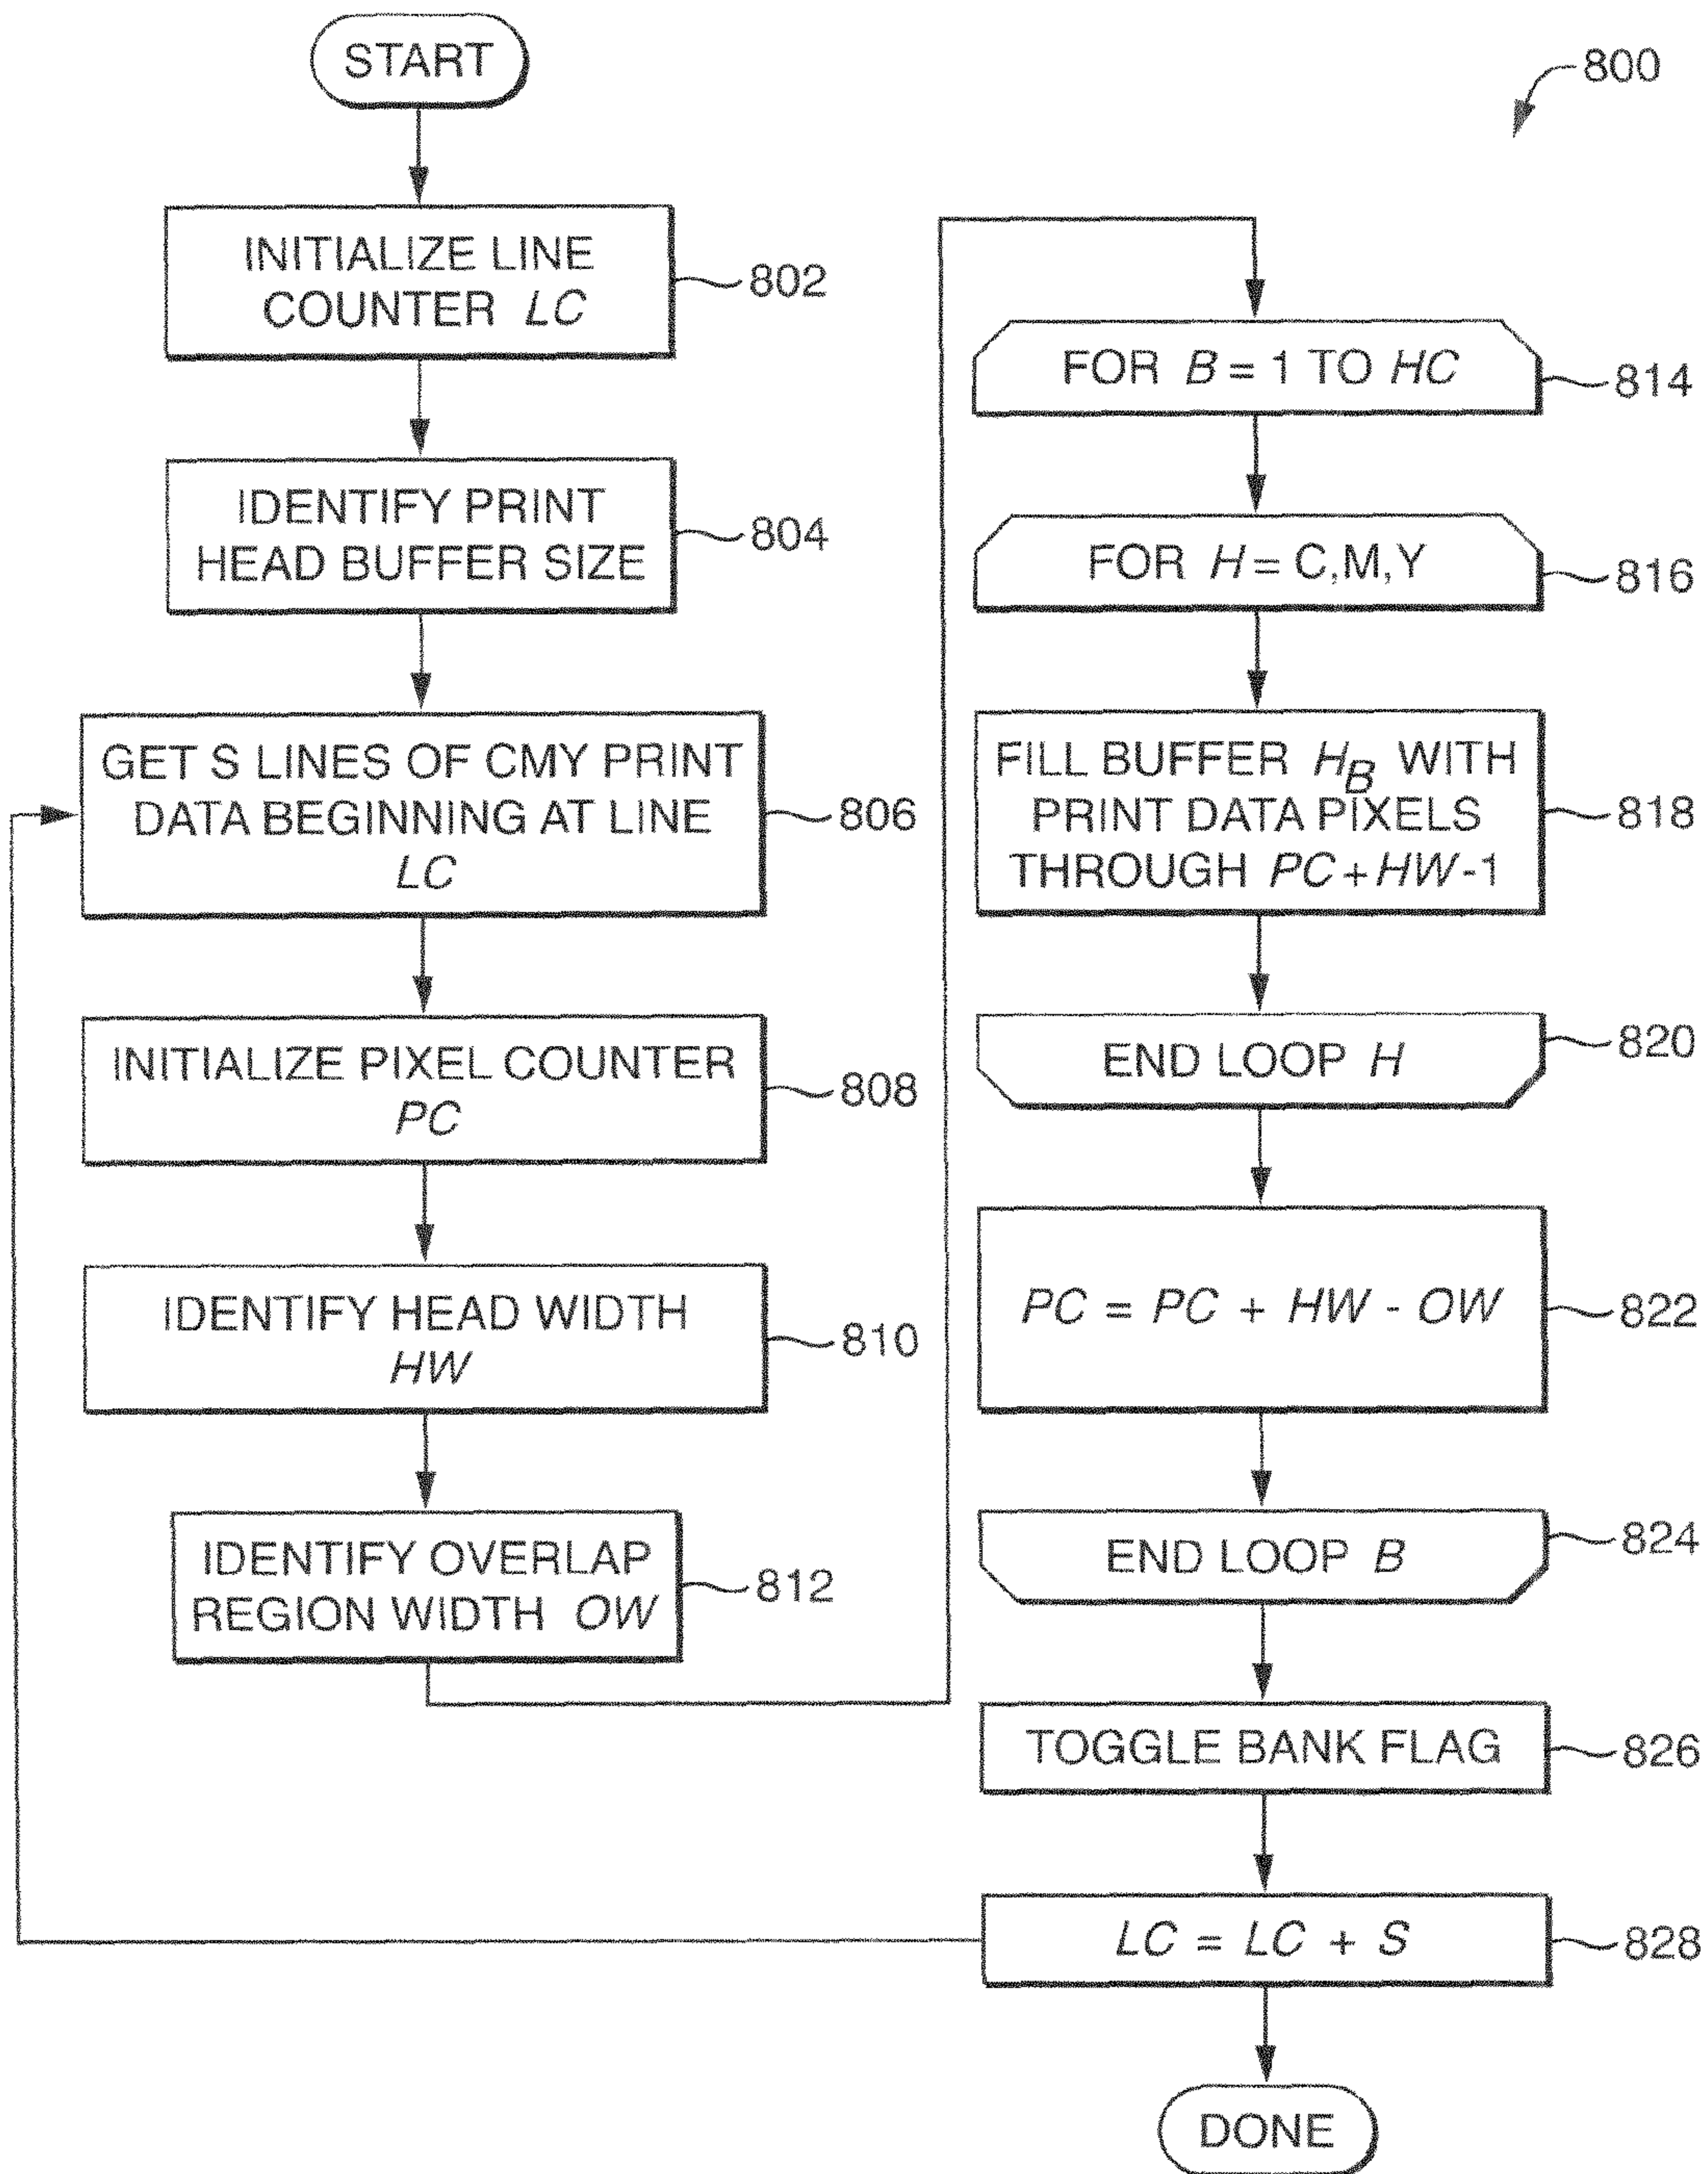 START
800
INITIALIZE LINE
COUNTER LC
802
IDENTIFY PRINT
HEAD BUFFER SIZE
804
GET S LINES OF CMY PRINT
DATA BEGINNING AT LINE
LC
806
INITIALIZE PIXEL COUNTER
PC
808
IDENTIFY HEAD WIDTH
HW
810
IDENTIFY OVERLAP
REGION WIDTH OW
812
FOR B = 1 TO HC
814
FOR H = C,M,Y
816
FILL BUFFER H_B WITH
PRINT DATA PIXELS
THROUGH PC+HW-1
818
END LOOP H
820
PC = PC + HW - OW
822
END LOOP B
824
TOGGLE BANK FLAG
826
LC = LC + S
828
DONE